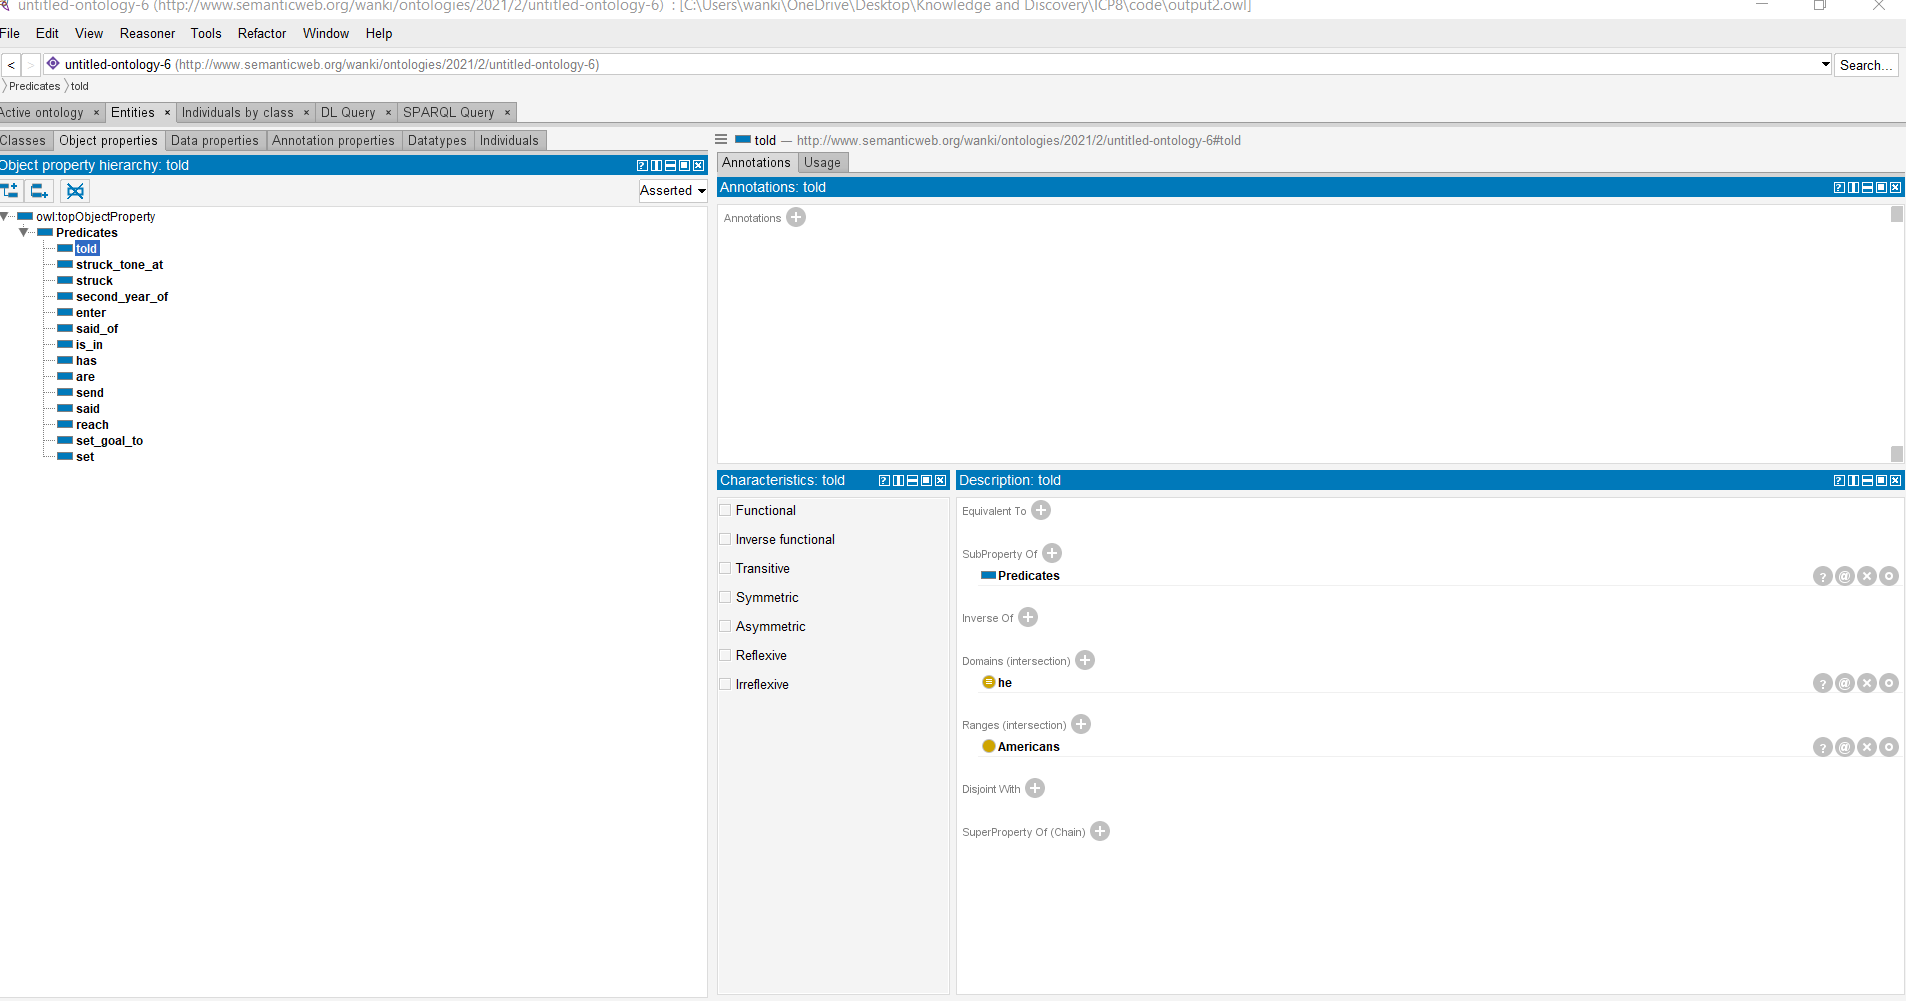 untitled-ontology-6 (http://www.semanticweb.org/wanki/ontologies/2021/2/untitled-ontology-6) : [C:\Users\wanki\OneDrive\Desktop\Knowledge and Discovery\ICP8\code\output2.owl]
File Edit View Reasoner Tools Refactor Window Help
< > untitled-ontology-6 (http://www.semanticweb.org/wanki/ontologies/2021/2/untitled-ontology-6) Search...
Predicates told
Active ontology × Entities × Individuals by class × DL Query × SPARQL Query ×
Classes Object properties Data properties Annotation properties Datatypes Individuals
Object property hierarchy: told
Asserted
owl:topObjectProperty
Predicates
told
struck_tone_at
struck
second_year_of
enter
said_of
is_in
has
are
send
said
reach
set_goal_to
set
told — http://www.semanticweb.org/wanki/ontologies/2021/2/untitled-ontology-6#told
Annotations Usage
Annotations: told
Annotations
Characteristics: told
Functional
Inverse functional
Transitive
Symmetric
Asymmetric
Reflexive
Irreflexive
Description: told
Equivalent To
SubProperty Of
Predicates
Inverse Of
Domains (intersection)
he
Ranges (intersection)
Americans
Disjoint With
SuperProperty Of (Chain)